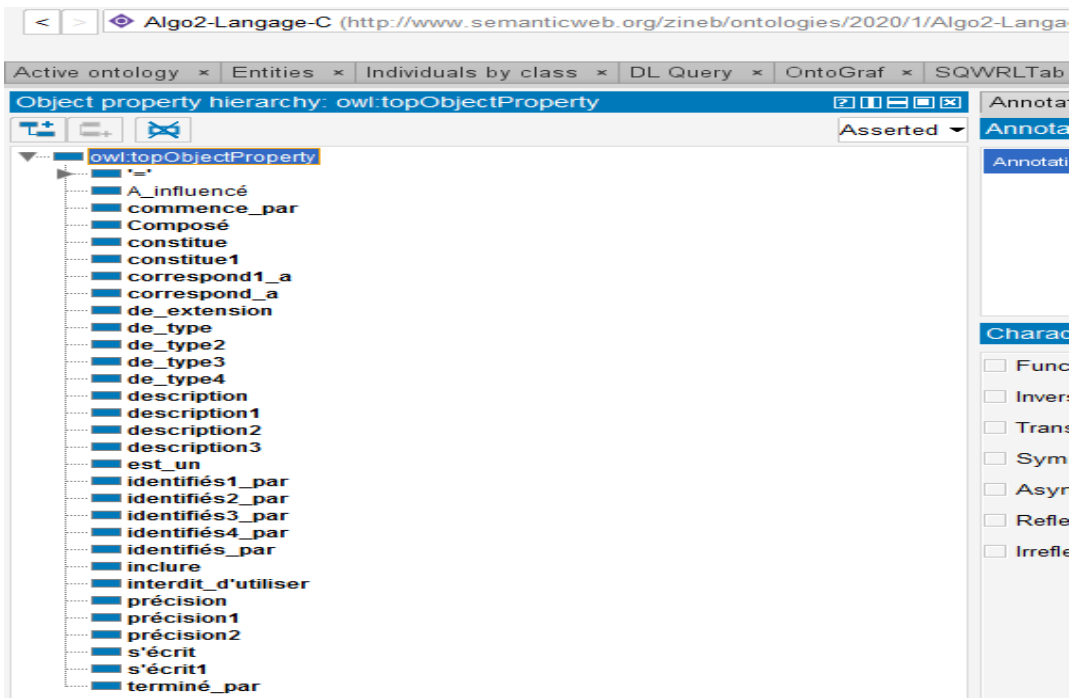 < > Algo2-Langage-C (http://www.semanticweb.org/zineb/ontologies/2020/1/Algo2-Langa
Active ontology × Entities × Individuals by class × DL Query × OntoGraf × SQWRLTab
Object property hierarchy: owl:topObjectProperty
Annota
Asserted
Annota
owl:topObjectProperty
Annotati
'='
A_influencé
commence_par
Composé
constitue
constitue1
correspond1_a
correspond_a
de_extension
de_type
de_type2
de_type3
de_type4
description
description1
description2
description3
est_un
identifiés1_par
identifiés2_par
identifiés3_par
identifiés4_par
identifiés_par
inclure
interdit_d'utiliser
précision
précision1
précision2
s'écrit
s'écrit1
terminé_par
Charac
Func
Invers
Trans
Sym
Asyn
Refle
Irrefle